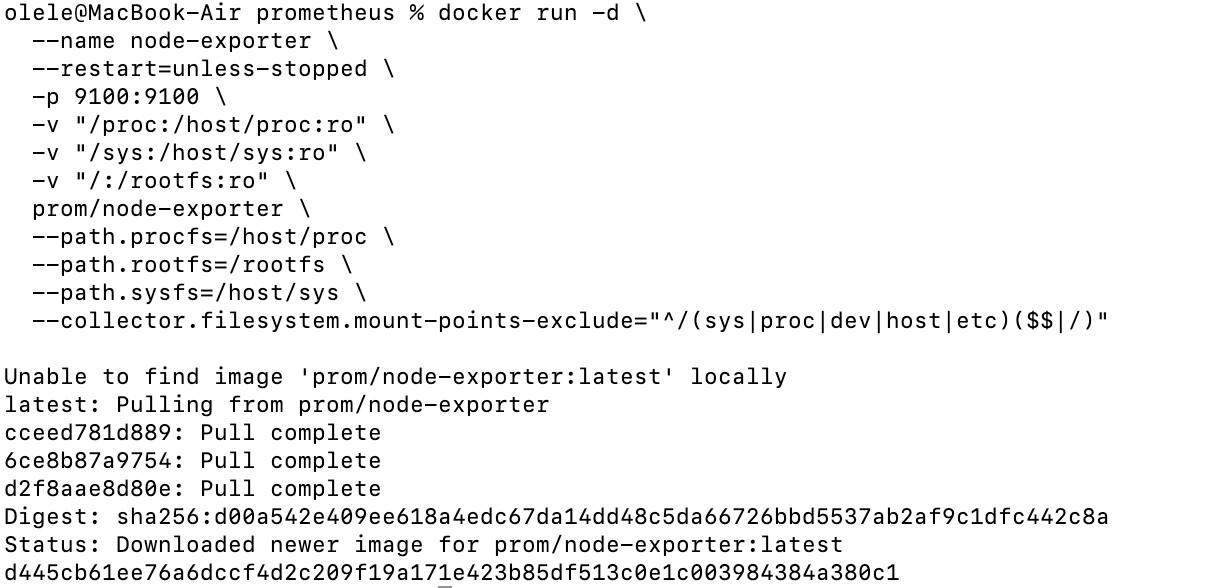 olele@MacBook-Air prometheus % docker run -d \
--name node-exporter \
--restart=unless-stopped \
-p 9100:9100 \
-v "/proc:/host/proc:ro" \
-v "/sys:/host/sys:ro" \
-v "/:/rootfs:ro" \
prom/node-exporter \
--path.procfs=/host/proc \
--path.rootfs=/rootfs \
--path.sysfs=/host/sys \
--collector.filesystem.mount-points-exclude="^/(sys|proc|dev|host|etc)($$|/)"
Unable to find image 'prom/node-exporter:latest' locally
latest: Pulling from prom/node-exporter
cceed781d889: Pull complete
6ce8b87a9754: Pull complete
d2f8aae8d80e: Pull complete
Digest: sha256:d00a542e409ee618a4edc67da14dd48c5da66726bbd5537ab2af9c1dfc442c8a
Status: Downloaded newer image for prom/node-exporter:latest
d445cb61ee76a6dccf4d2c209f19a171e423b85df513c0e1c003984384a380c1